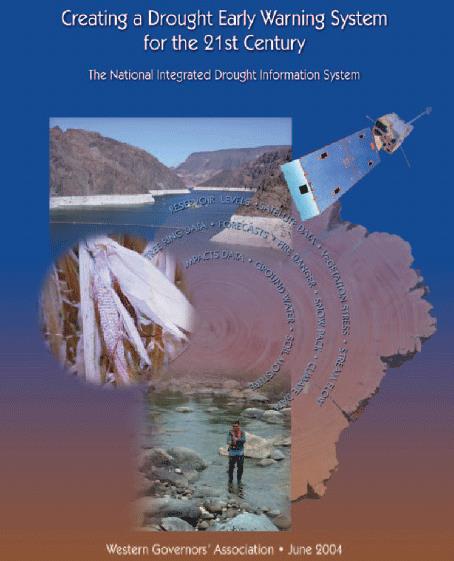 Creating a Drought Early Warning System
for the 21st Century
The National Integrated Drought Information System
RESERVOIR LEVELS • SATELLITE DATA • VEGETATION STRESS • STREAM FLOW
TREE-RING DATA • FORECASTS • FIRE DANGER • SNOW PACK • CLIMATE DATA
IMPACTS DATA • GROUND WATER • SOIL MOISTURE
Western Governors' Association • June 2004